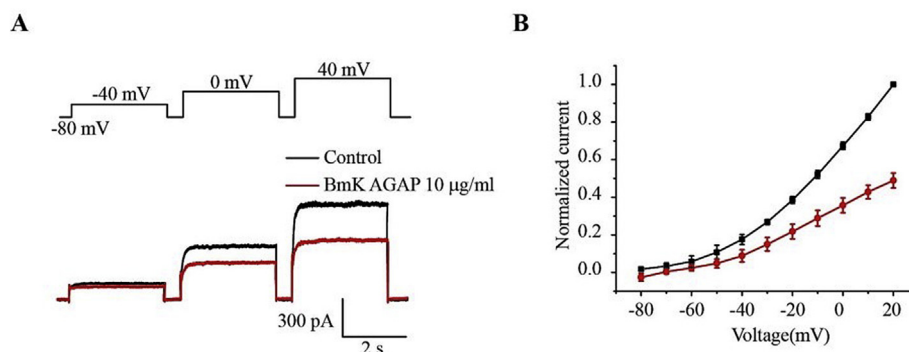 A
-40 mV
0 mV
40 mV
-80 mV
Control
BmK AGAP 10 μg/ml
300 pA
2 s
B
Normalized current
1.0
0.8
0.6
0.4
0.2
0.0
-80
-60
-40
-20
0
20
Voltage(mV)